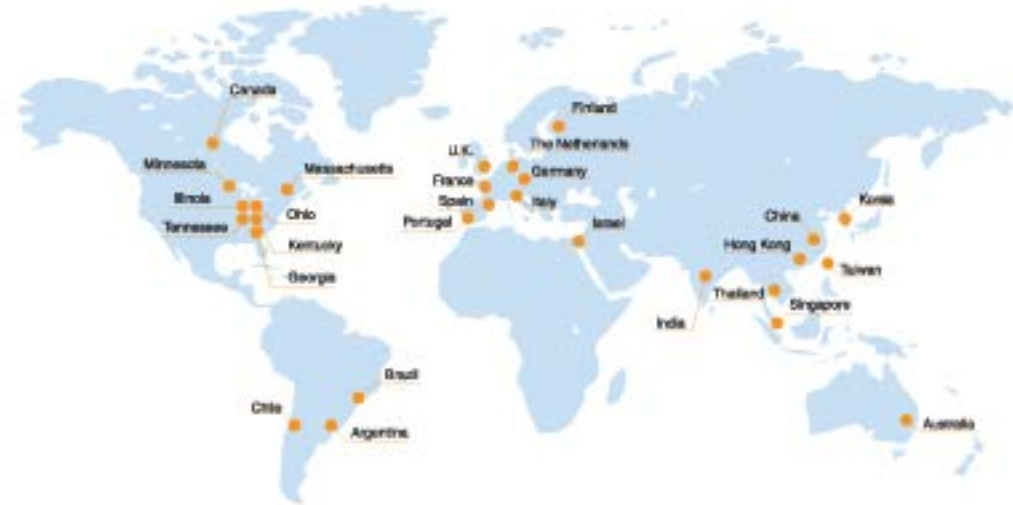 Canada
Finland
The Netherlands
U.K.
Minnesota
Massachusetts
Germany
France
Illinois
Spain
Italy
Korea
Ohio
Portugal
Israel
China
Tennessee
Kentucky
Hong Kong
Taiwan
Georgia
Thailand
Singapore
India
Brazil
Chile
Argentina
Australia